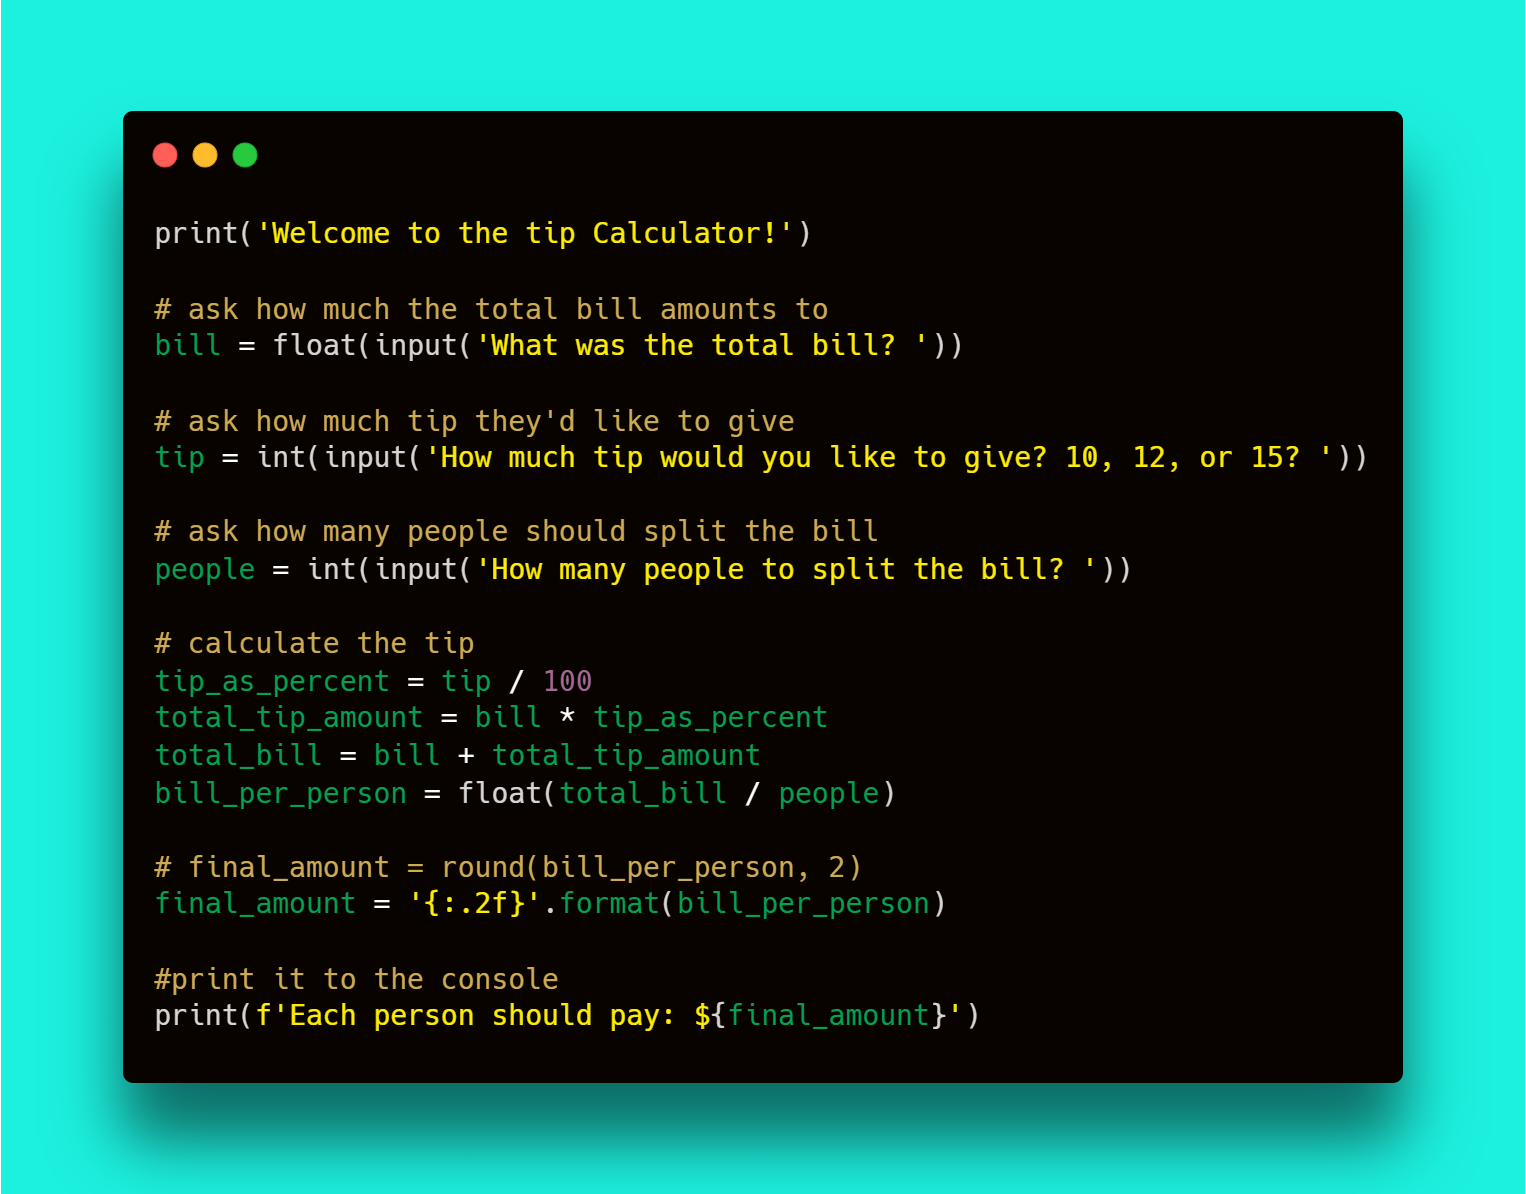 print('Welcome to the tip Calculator!')
# ask how much the total bill amounts to
bill = float(input('What was the total bill? '))
# ask how much tip they'd like to give
tip = int(input('How much tip would you like to give? 10, 12, or 15? '))
# ask how many people should split the bill
people = int(input('How many people to split the bill? '))
# calculate the tip
tip_as_percent = tip / 100
total_tip_amount = bill * tip_as_percent
total_bill = bill + total_tip_amount
bill_per_person = float(total_bill / people)
# final_amount = round(bill_per_person, 2)
final_amount = '{:.2f}'.format(bill_per_person)
#print it to the console
print(f'Each person should pay: ${final_amount}')